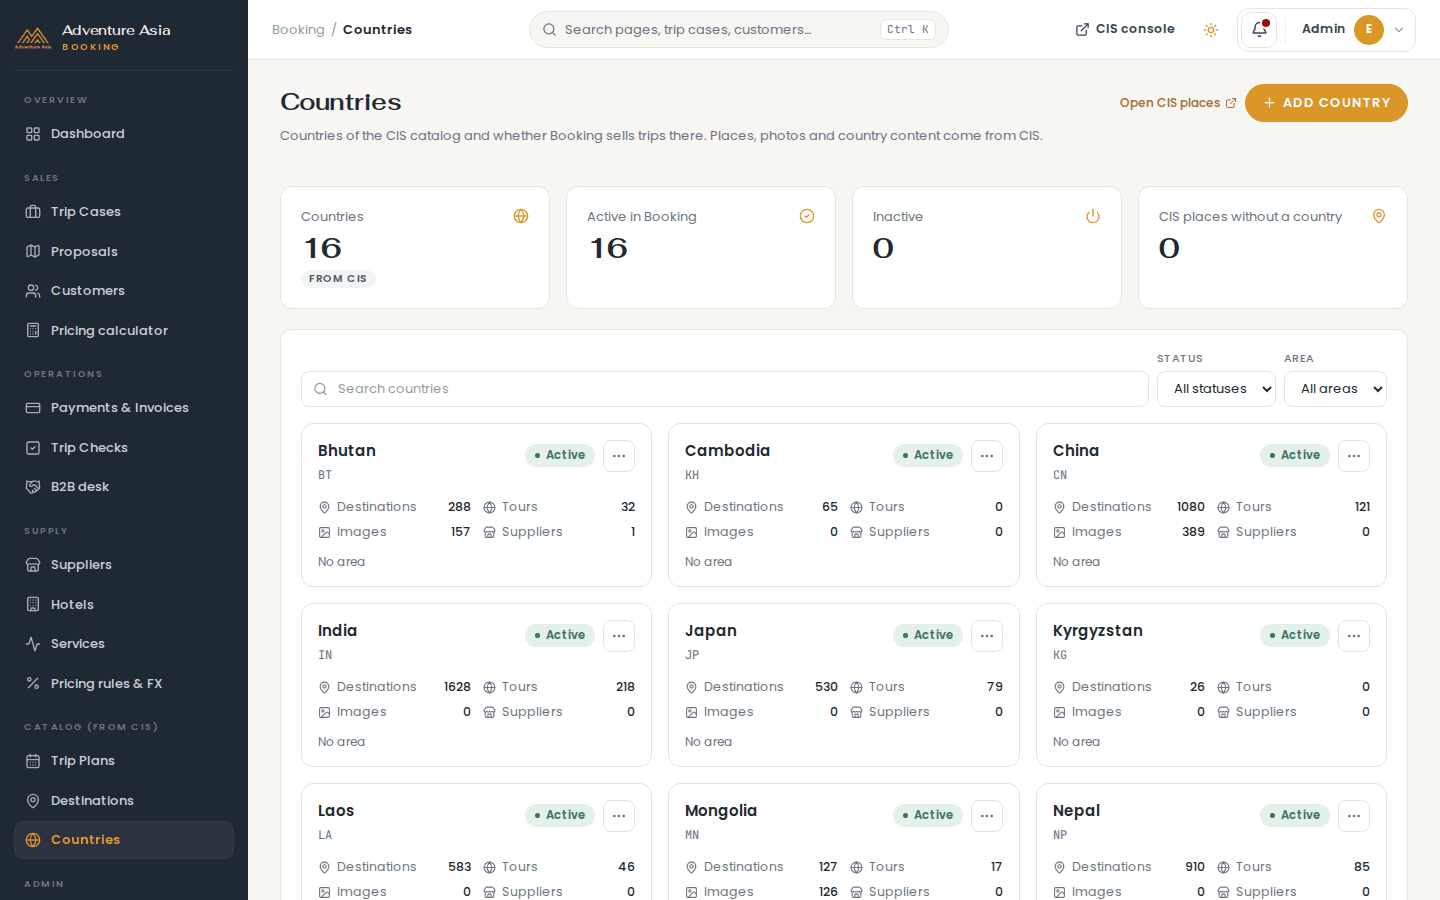 Adventure Asia
BOOKING
Adventure Asia
OVERVIEW
Dashboard
SALES
Trip Cases
Proposals
Customers
Pricing calculator
OPERATIONS
Payments & Invoices
Trip Checks
B2B desk
SUPPLY
Suppliers
Hotels
Services
Pricing rules & FX
CATALOG (FROM CIS)
Trip Plans
Destinations
Countries
ADMIN
Booking / Countries
Search pages, trip cases, customers...
Ctrl K
CIS console
Admin
E
Countries
Open CIS places
ADD COUNTRY
Countries of the CIS catalog and whether Booking sells trips there. Places, photos and country content come from CIS.
Countries
16
FROM CIS
Active in Booking
16
Inactive
0
CIS places without a country
0
STATUS
AREA
Search countries
All statuses
All areas
Bhutan
Active
BT
Destinations 288 Tours 32
Images 157 Suppliers 1
No area
Cambodia
Active
KH
Destinations 65 Tours 0
Images 0 Suppliers 0
No area
China
Active
CN
Destinations 1080 Tours 121
Images 389 Suppliers 0
No area
India
Active
IN
Destinations 1628 Tours 218
Images 0 Suppliers 0
No area
Japan
Active
JP
Destinations 530 Tours 79
Images 0 Suppliers 0
No area
Kyrgyzstan
Active
KG
Destinations 26 Tours 0
Images 0 Suppliers 0
No area
Laos
Active
LA
Destinations 583 Tours 46
Images 0 Suppliers 0
Mongolia
Active
MN
Destinations 127 Tours 17
Images 126 Suppliers 0
Nepal
Active
NP
Destinations 910 Tours 85
Images 0 Suppliers 0